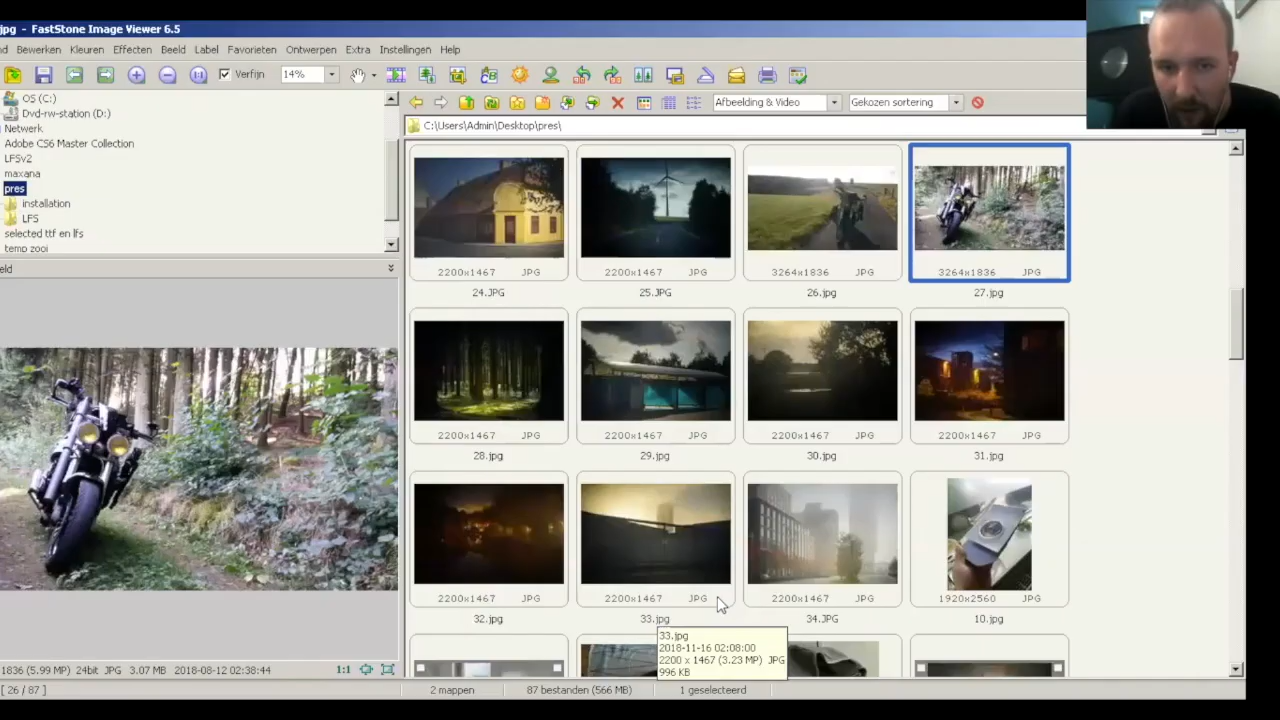 jpg - FastStone Image Viewer 6.5
d Bewerken Kleuren Effecten Beeld Label Favorieten Ontwerpen Extra Instellingen Help
Verfijn 14%
OS (C:)
Dvd-rw-station (D:)
Netwerk
Adobe CS6 Master Collection
LFSv2
maxana
pres
installation
LFS
selected ttf en lfs
temp zooi
Afbeelding & Video Gekozen sortering
C:\Users\Admin\Desktop\pres\
eld
2200x1467 JPG 2200x1467 JPG 3264x1836 JPG 3264x1836 JPG
24.JPG 25.JPG 26.jpg 27.jpg
2200x1467 JPG 2200x1467 JPG 2200x1467 JPG 2200x1467 JPG
28.jpg 29.jpg 30.jpg 31.jpg
2200x1467 JPG 2200x1467 JPG 2200x1467 JPG 1920x2560 JPG
32.jpg 33.jpg 34.JPG 10.jpg
33.jpg
2018-11-16 02:08:00
2200 x 1467 (3.23 MP) JPG
996 KB
1836 (5.99 MP) 24bit JPG 3.07 MB 2018-08-12 02:38:44 1:1
[ 26 / 87 ] 2 mappen 87 bestanden (566 MB) 1 geselecteerd